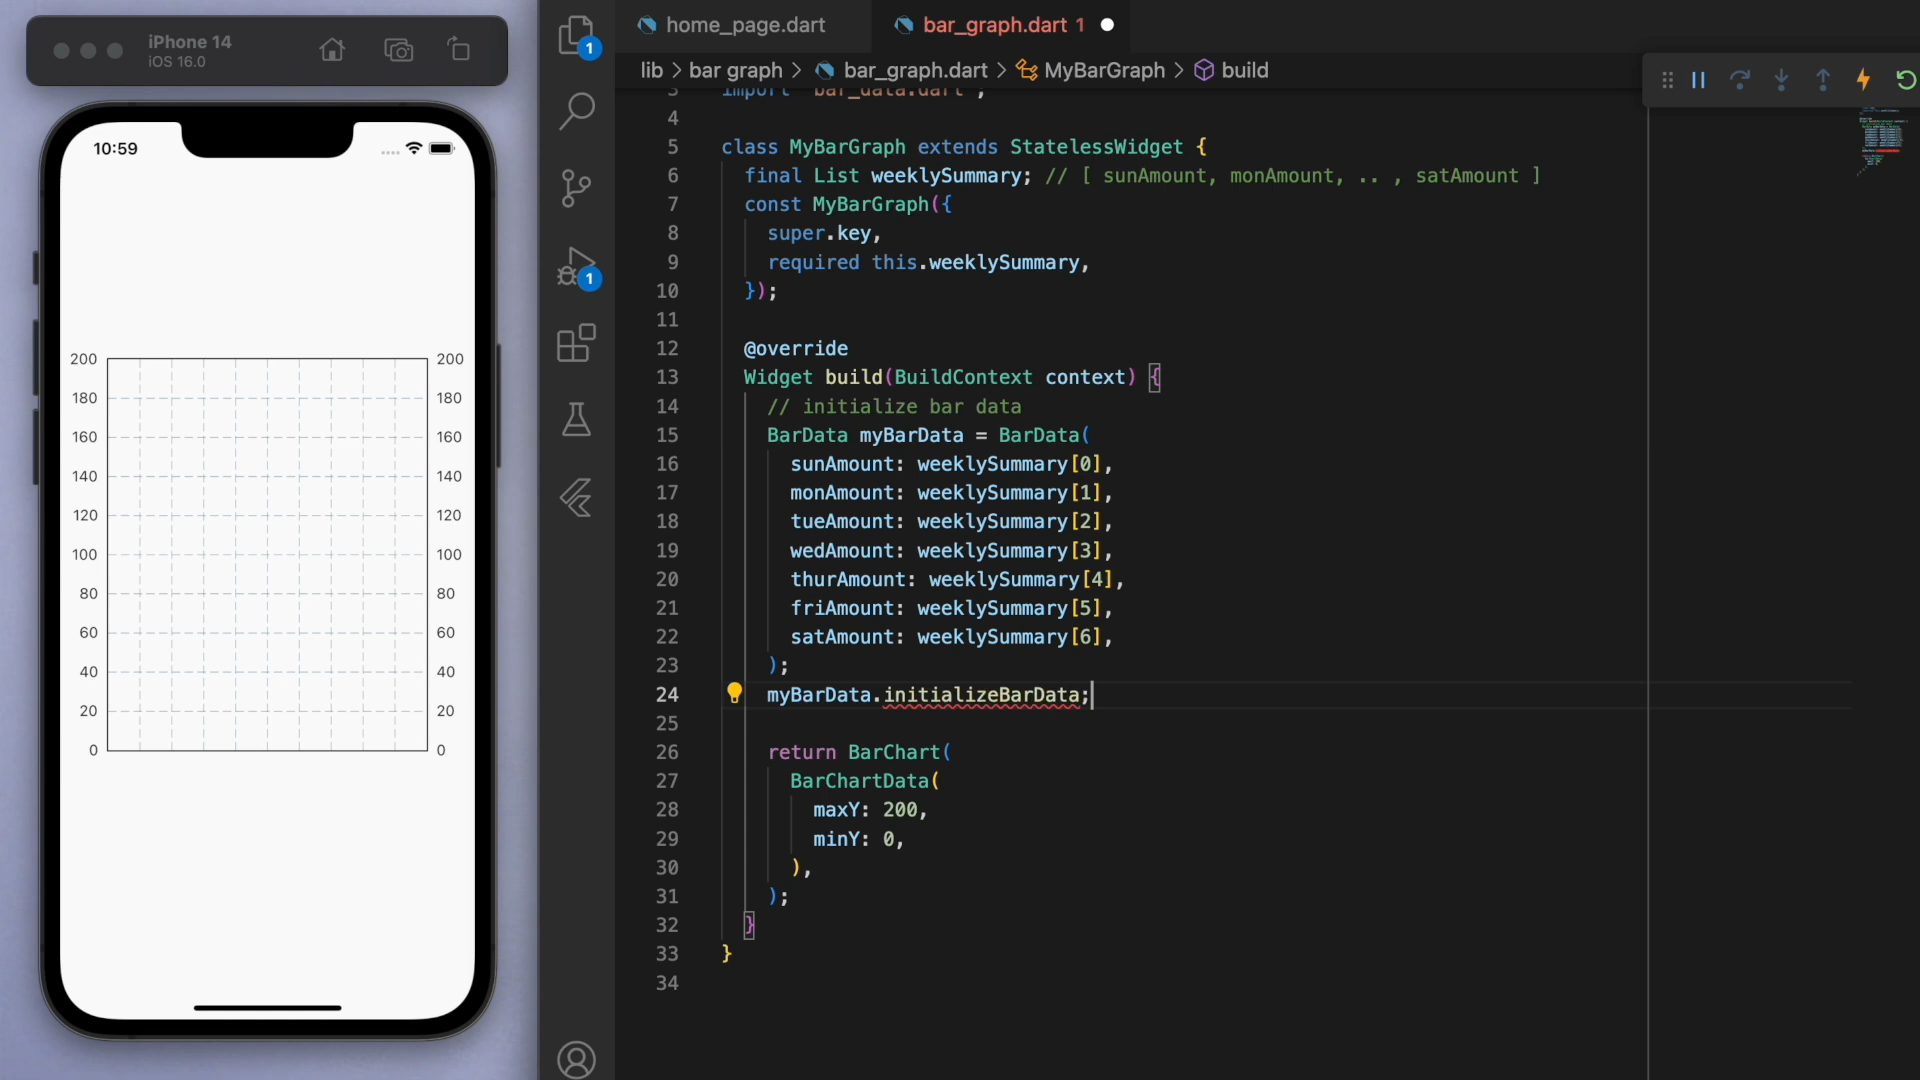 iPhone 14
iOS 16.0
10:59
200 200
180 180
160 160
140 140
120 120
100 100
80 80
60 60
40 40
20 20
0 0
1
1
home_page.dart
bar_graph.dart 1
lib > bar graph > bar_graph.dart > MyBarGraph > build
3 import 'bar_data.dart';
4
5 class MyBarGraph extends StatelessWidget {
6 final List weeklySummary; // [ sunAmount, monAmount, .. , satAmount ]
7 const MyBarGraph({
8 super.key,
9 required this.weeklySummary,
10 });
11
12 @override
13 Widget build(BuildContext context) {
14 // initialize bar data
15 BarData myBarData = BarData(
16 sunAmount: weeklySummary[0],
17 monAmount: weeklySummary[1],
18 tueAmount: weeklySummary[2],
19 wedAmount: weeklySummary[3],
20 thurAmount: weeklySummary[4],
21 friAmount: weeklySummary[5],
22 satAmount: weeklySummary[6],
23 );
24 myBarData.initializeBarData;
25
26 return BarChart(
27 BarChartData(
28 maxY: 200,
29 minY: 0,
30 ),
31 );
32 }
33 }
34